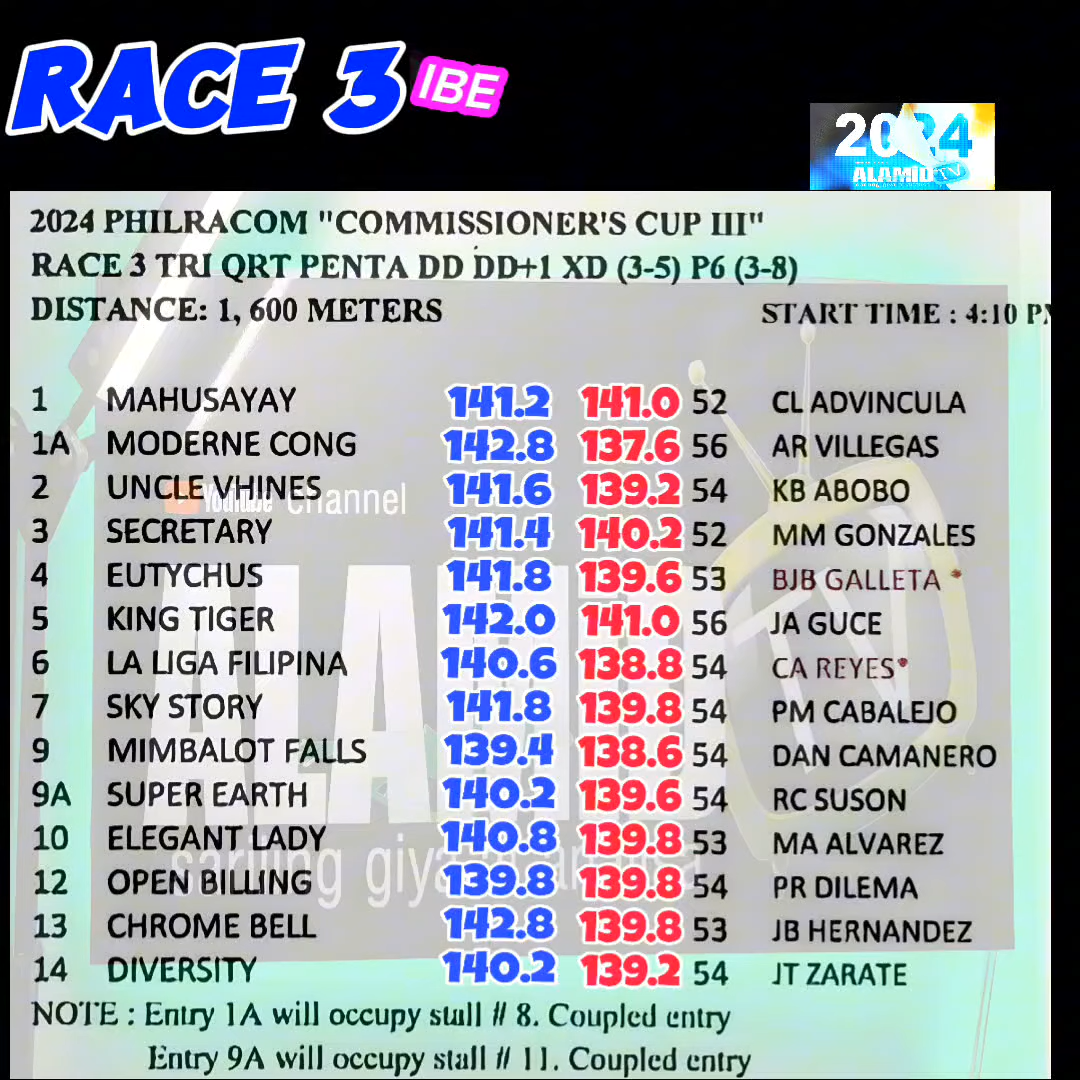 RACE 3 IBE
2024
ALAMID TV
2024 PHILRACOM "COMMISSIONER'S CUP III"
RACE 3 TRI QRT PENTA DD DD+1 XD (3-5) P6 (3-8)
DISTANCE: 1, 600 METERS START TIME : 4:10 PM
1 MAHUSAYAY 141.2 141.0 52 CL ADVINCULA
1A MODERNE CONG 142.8 137.6 56 AR VILLEGAS
2 UNCLE VHINES 141.6 139.2 54 KB ABOBO
YouTube channel
3 SECRETARY 141.4 140.2 52 MM GONZALES
4 EUTYCHUS 141.8 139.6 53 BJB GALLETA *
5 KING TIGER 142.0 141.0 56 JA GUCE
6 LA LIGA FILIPINA 140.6 138.8 54 CA REYES*
7 SKY STORY 141.8 139.8 54 PM CABALEJO
ALAMID TV
9 MIMBALOT FALLS 139.4 138.6 54 DAN CAMANERO
9A SUPER EARTH 140.2 139.6 54 RC SUSON
10 ELEGANT LADY 140.8 139.8 53 MA ALVAREZ
12 OPEN BILLING 139.8 139.8 54 PR DILEMA
13 CHROME BELL 142.8 139.8 53 JB HERNANDEZ
14 DIVERSITY 140.2 139.2 54 JT ZARATE
NOTE : Entry 1A will occupy stall # 8. Coupled entry
Entry 9A will occupy stall # 11. Coupled entry